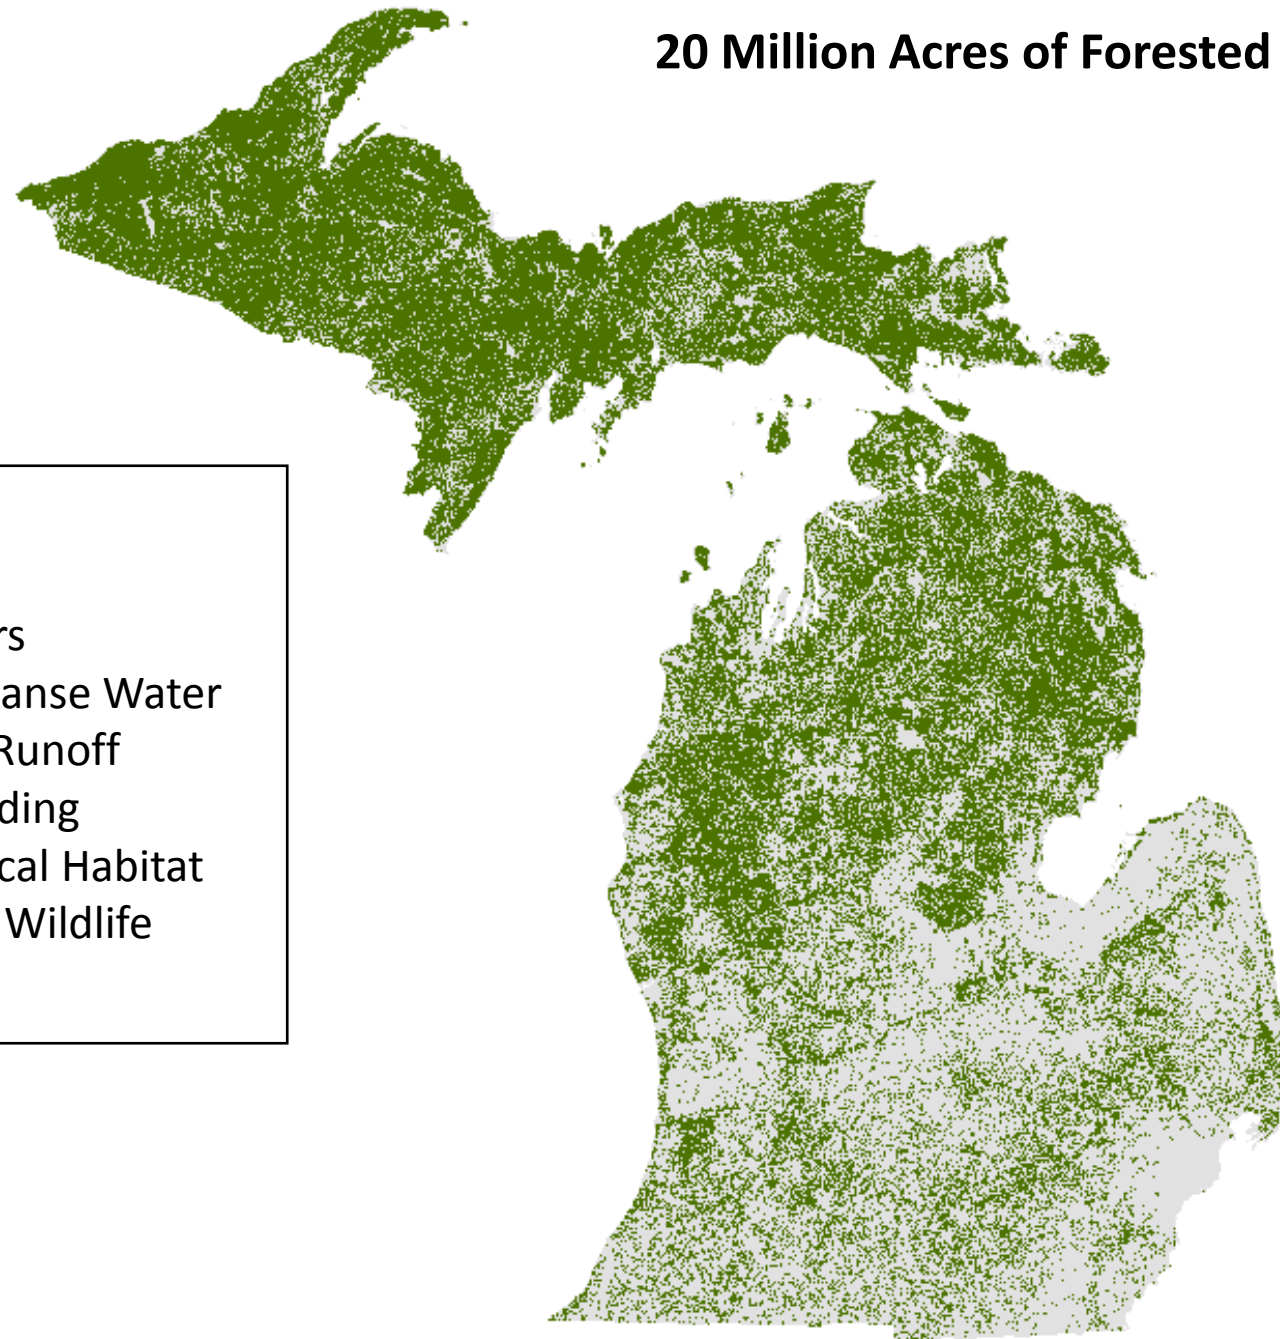 20 Million Acres of Forested
rs
anse Water
Runoff
ding
cal Habitat
Wildlife